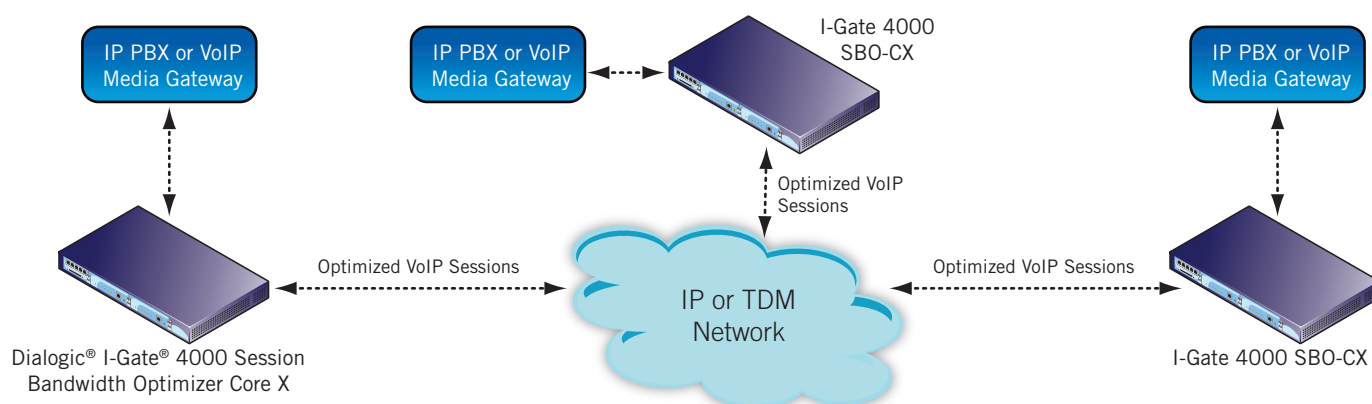 IP PBX or VoIP
Media Gateway
IP PBX or VoIP
Media Gateway
I-Gate 4000
SBO-CX
IP PBX or VoIP
Media Gateway
Optimized VoIP
Sessions
Optimized VoIP Sessions
Optimized VoIP Sessions
IP or TDM
Network
Dialogic® I-Gate® 4000 Session
Bandwidth Optimizer Core X
I-Gate 4000 SBO-CX